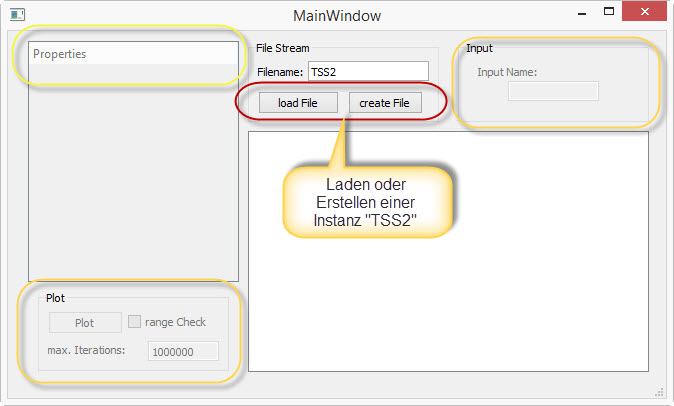 MainWindow
Properties
File Stream
Filename: TSS2
load File
create File
Input
Input Name:
Laden oder
Erstellen einer
Instanz "TSS2"
Plot
Plot
range Check
max. Iterations: 1000000